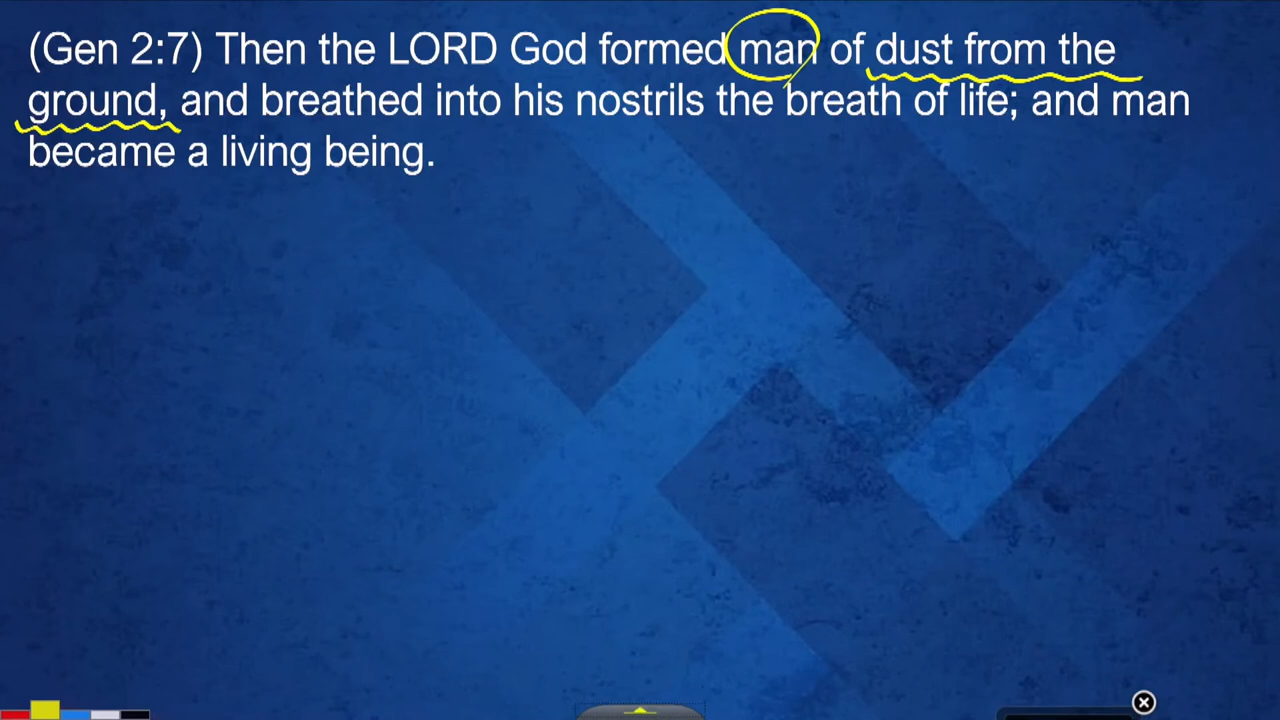 (Gen 2:7) Then the LORD God formed man of dust from the
ground, and breathed into his nostrils the breath of life; and man
became a living being.